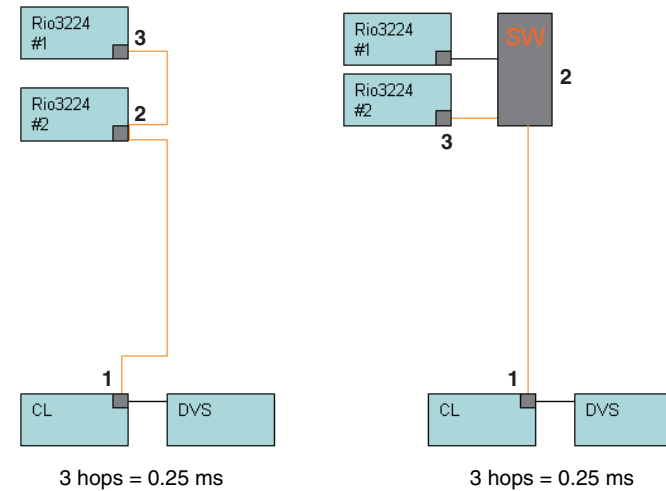 Rio3224
#1
3
Rio3224
#2
2
1
CL
DVS
3 hops = 0.25 ms
Rio3224
#1
SW
2
Rio3224
#2
3
1
CL
DVS
3 hops = 0.25 ms